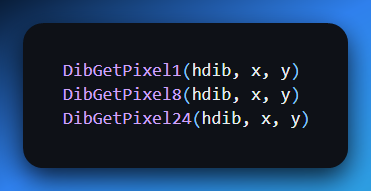 DibGetPixel1(hdib, x, y)
DibGetPixel8(hdib, x, y)
DibGetPixel24(hdib, x, y)